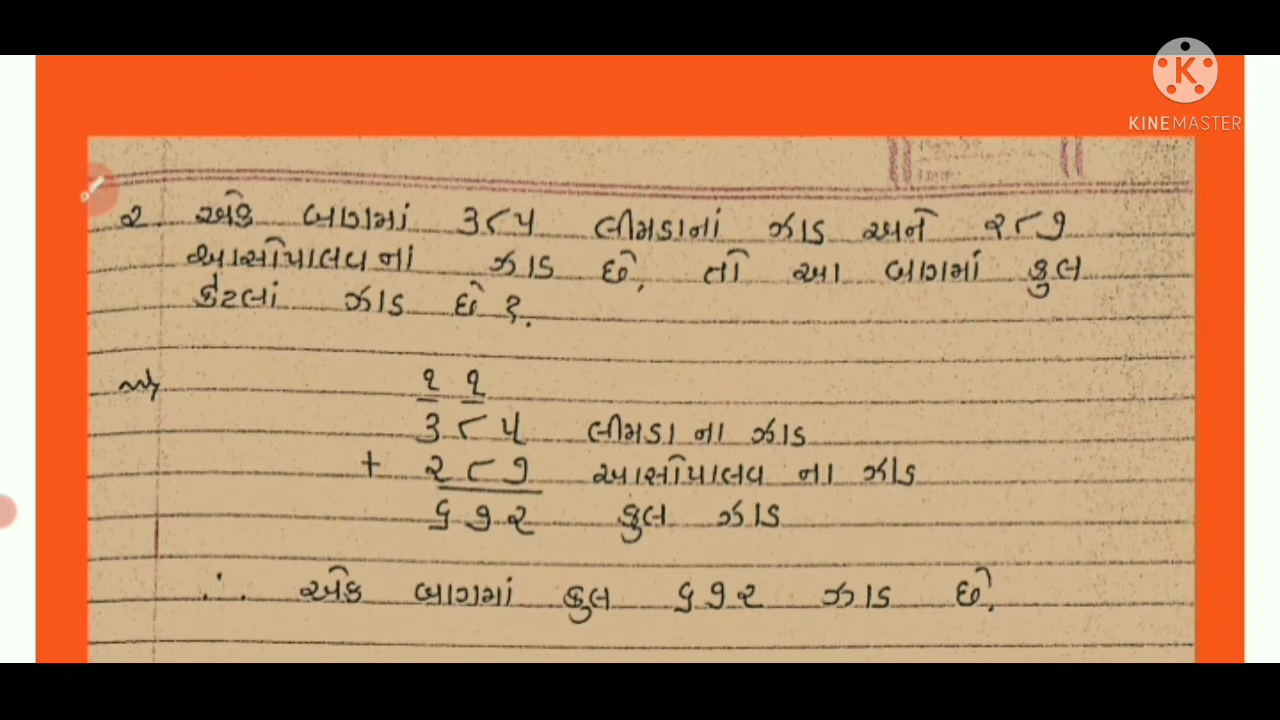 KINEMASTER
૨. એક બાગમાં ૩૮૫ લીમડાનાં ઝાડ અને ૨૮૭
આસોપાલવનાં ઝાડ છે, તો આ બાગમાં કુલ
કેટલાં ઝાડ છે ?.
૧ ૧
૩૮૫ લીમડા ના ઝાડ
+ ૨૮૭ આસોપાલવ ના ઝાડ
૬૭૨ કુલ ઝાડ
∴ એક બાગમાં કુલ ૬૭૨ ઝાડ છે.